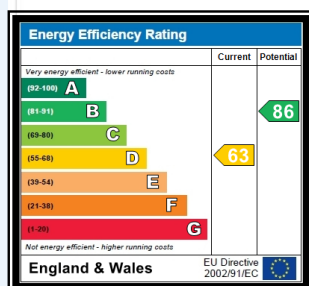 Energy Efficiency Rating
Current Potential
Very energy efficient - lower running costs
(92-100) A
(81-91) B 86
(69-80) C
(55-68) D 63
(39-54) E
(21-38) F
(1-20) G
Not energy efficient - higher running costs
England & Wales
EU Directive
2002/91/EC